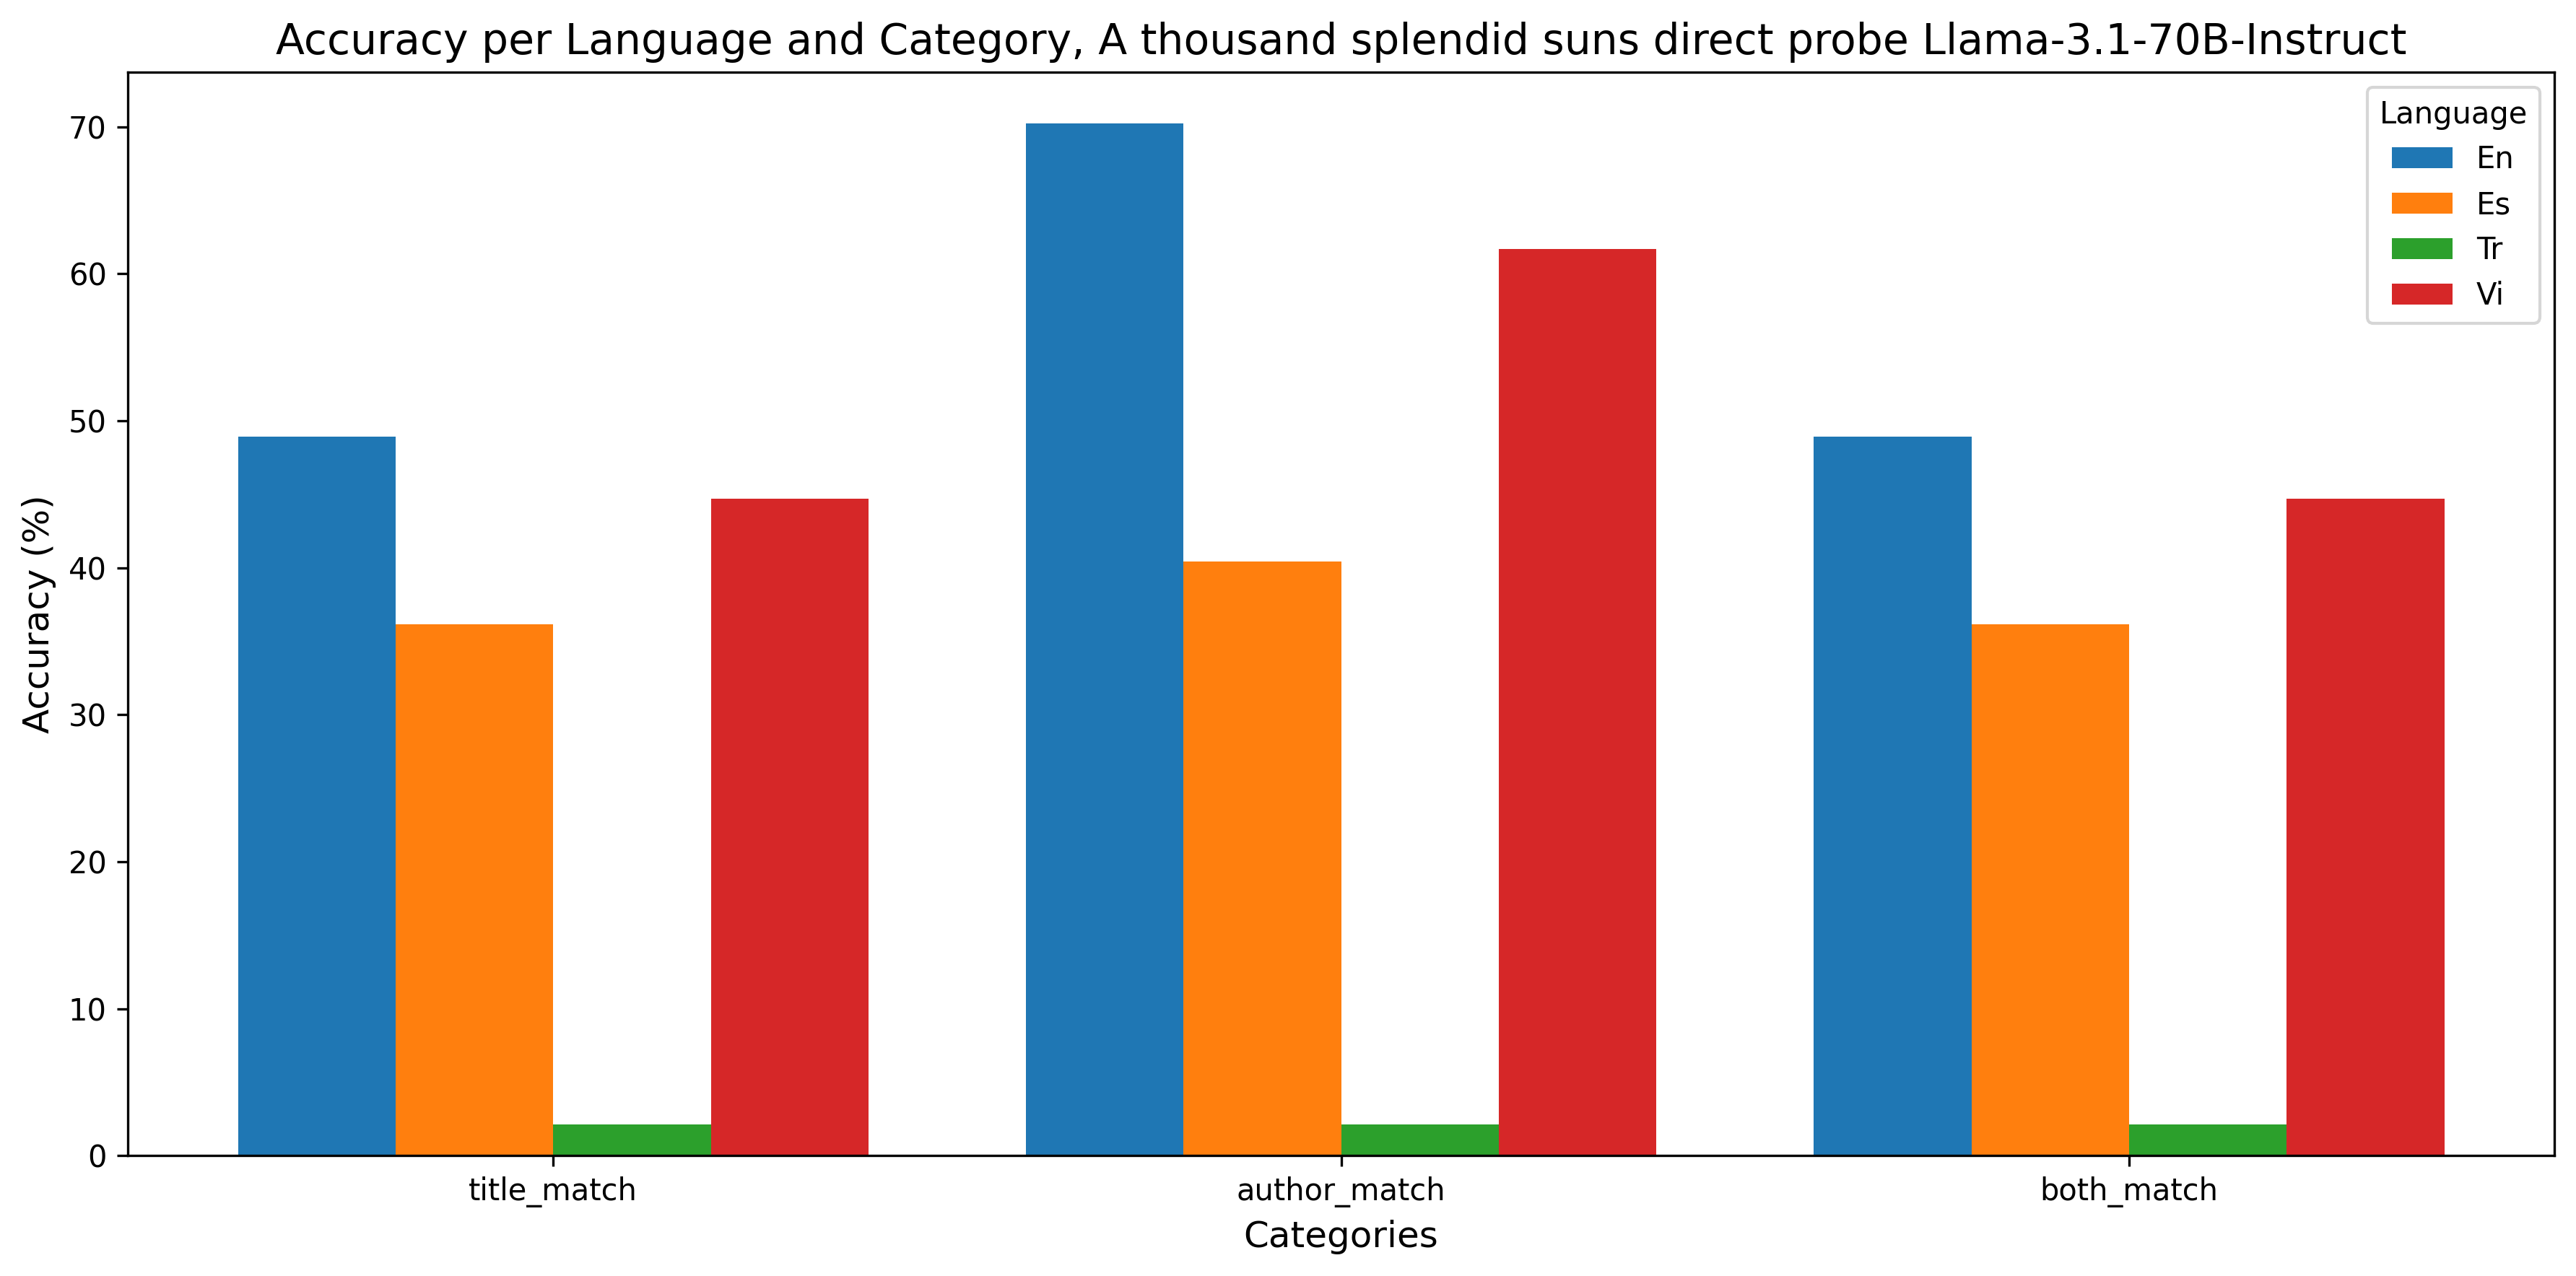 Accuracy per Language and Category, A thousand splendid suns direct probe Llama-3.1-70B-Instruct
Language
En
Es
Tr
Vi
Accuracy (%)
70
60
50
40
30
20
10
0
title_match author_match both_match
Categories